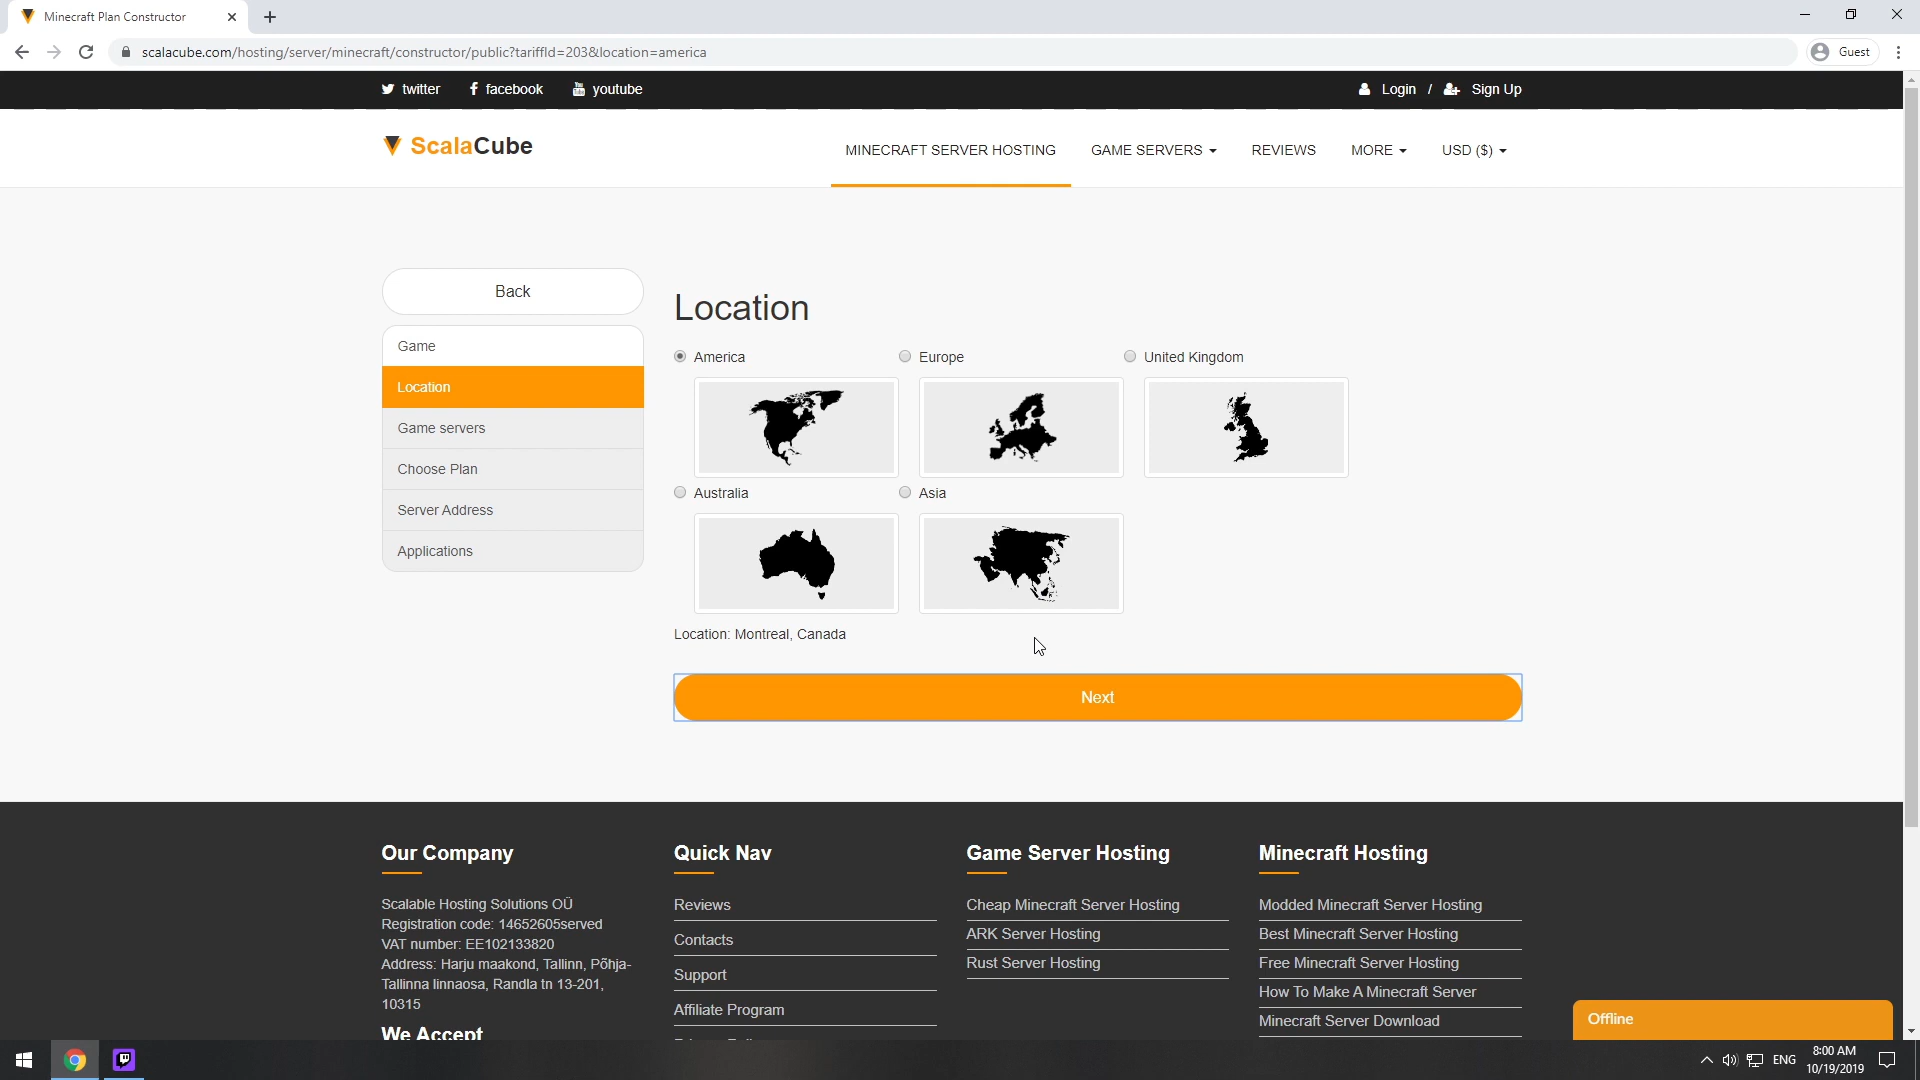 Minecraft Plan Constructor
scalacube.com/hosting/server/minecraft/constructor/public?tariffId=203&location=america
Guest
twitter
facebook
youtube
Login / Sign Up
ScalaCube
MINECRAFT SERVER HOSTING
GAME SERVERS
REVIEWS
MORE
USD ($)
Back
Game
Location
Game servers
Choose Plan
Server Address
Applications
Location
America
Europe
United Kingdom
Australia
Asia
Location: Montreal, Canada
Next
Our Company
Scalable Hosting Solutions OÜ
Registration code: 14652605served
VAT number: EE102133820
Address: Harju maakond, Tallinn, Põhja-
Tallinna linnaosa, Randla tn 13-201,
10315
We Accept
Quick Nav
Reviews
Contacts
Support
Affiliate Program
Game Server Hosting
Cheap Minecraft Server Hosting
ARK Server Hosting
Rust Server Hosting
Minecraft Hosting
Modded Minecraft Server Hosting
Best Minecraft Server Hosting
Free Minecraft Server Hosting
How To Make A Minecraft Server
Minecraft Server Download
Offline
ENG
8:00 AM
10/19/2019